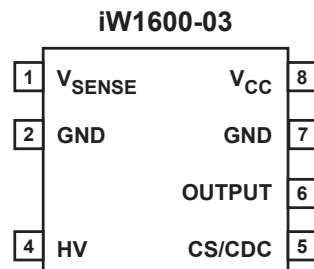 iW1600-03
1 VSENSE VCC 8
2 GND GND 7
OUTPUT 6
4 HV CS/CDC 5